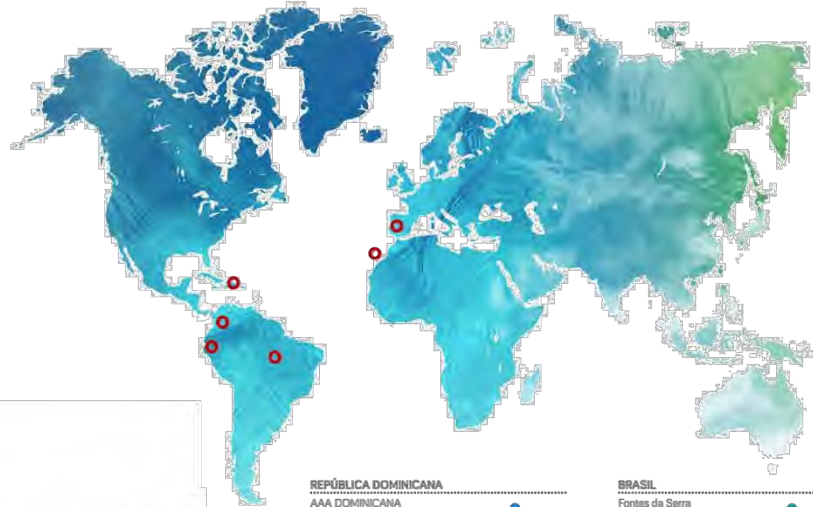 REPÚBLICA DOMINICANA
AAA DOMINICANA
BRASIL
Fontes da Serra